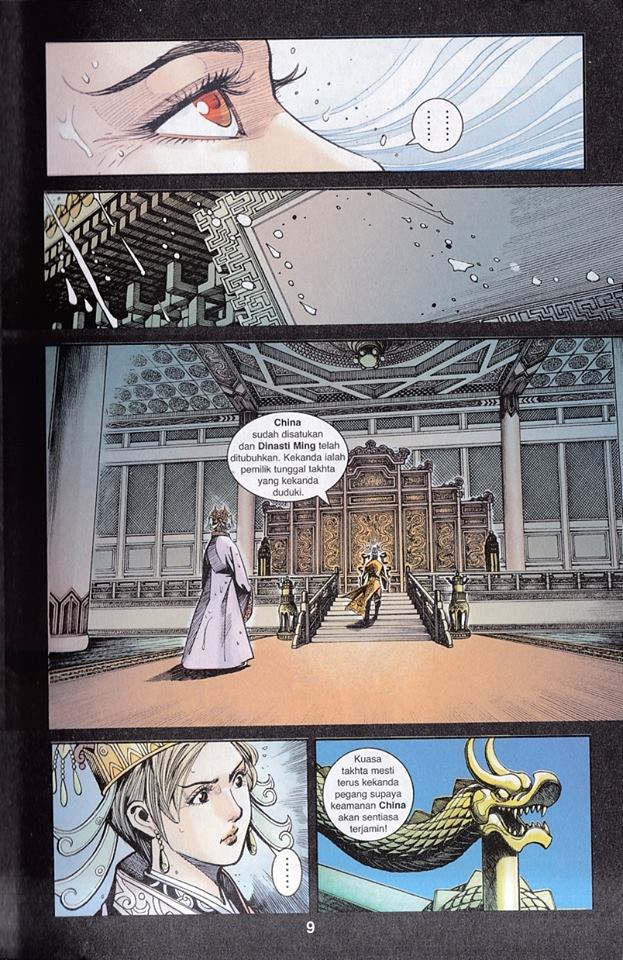 ......
China
sudah disatukan
dan Dinasti Ming telah
ditubuhkan. Kekanda ialah
pemilik tunggal takhta
yang kekanda
duduki.
......
Kuasa
takhta mesti
terus kekanda
pegang supaya
keamanan China
akan sentiasa
terjamin!
9